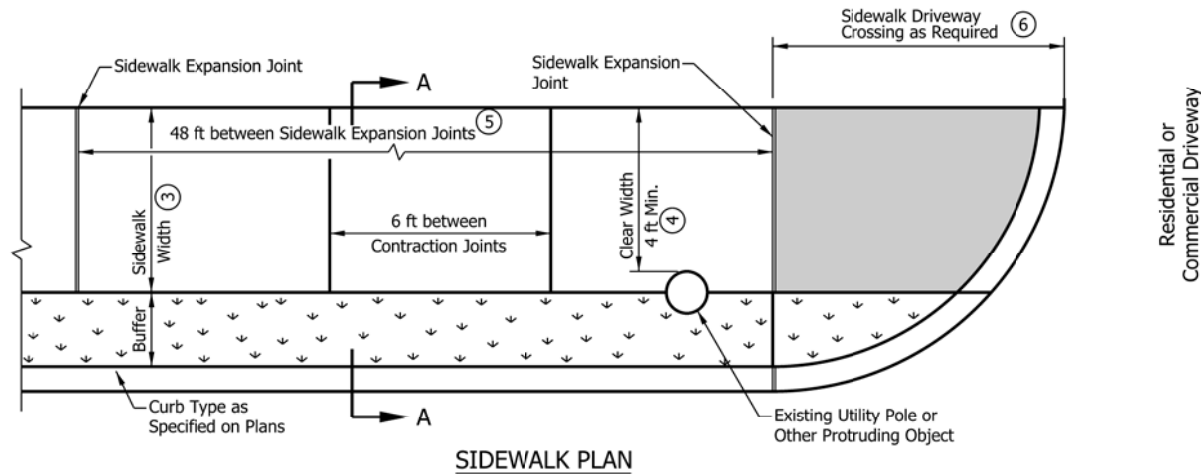 Sidewalk Driveway
Crossing as Required 6
Sidewalk Expansion Joint
A
Sidewalk Expansion
Joint
48 ft between Sidewalk Expansion Joints 5
Sidewalk
Width 3
6 ft between
Contraction Joints
Clear Width
4 ft Min. 4
Residential or
Commercial Driveway
Buffer
Curb Type as
Specified on Plans
A
Existing Utility Pole or
Other Protruding Object
SIDEWALK PLAN